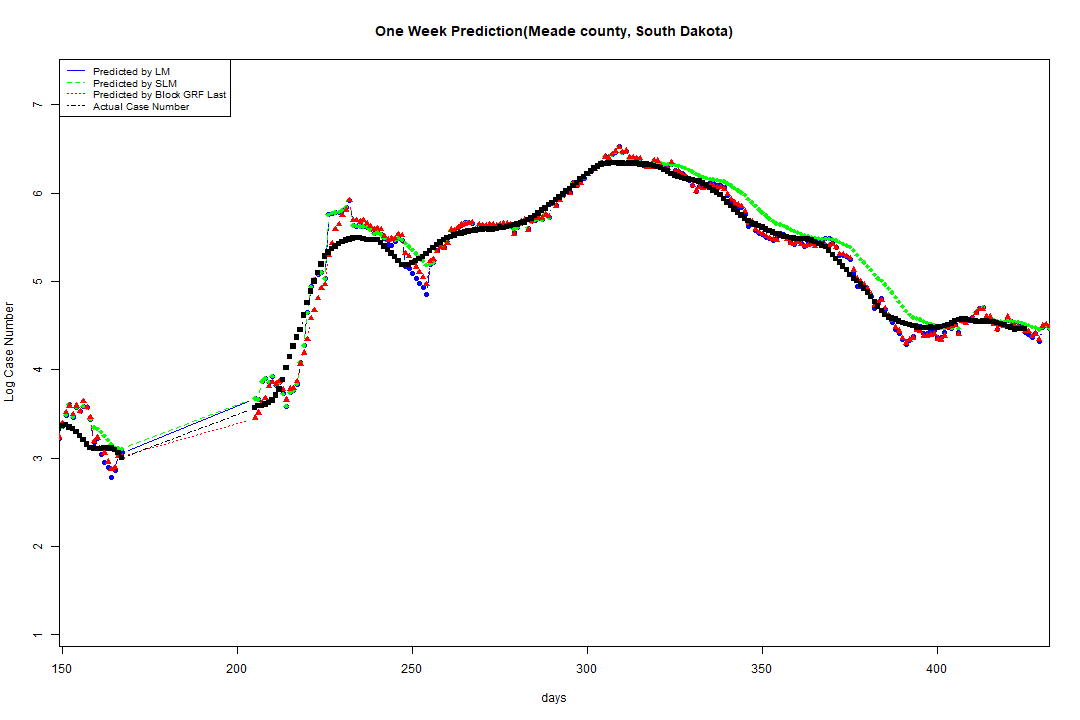 One Week Prediction(Meade county, South Dakota)
Predicted by LM
Predicted by SLM
Predicted by Block GRF Last
Actual Case Number
7
6
5
4
3
2
1
Log Case Number
150 200 250 300 350 400
days